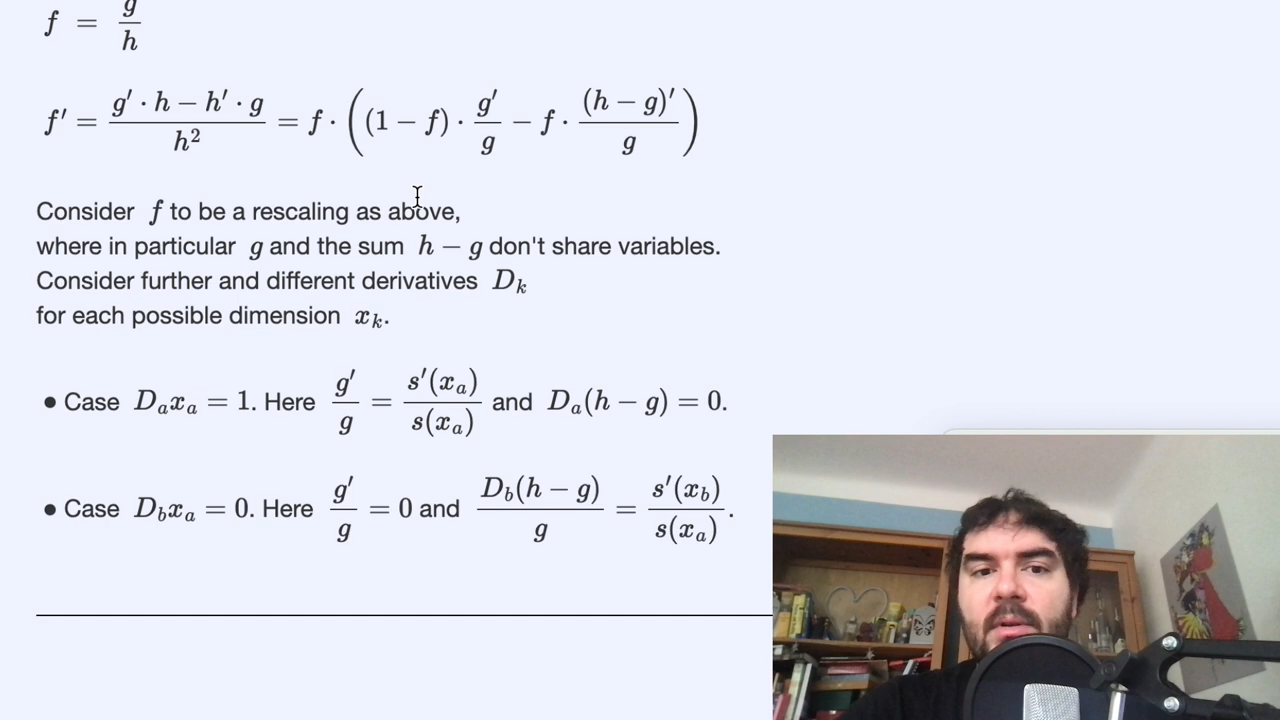 f = g/h
f′ = (g′ · h − h′ · g)/h² = f · ((1 − f) · g′/g − f · (h − g)′/g)
Consider f to be a rescaling as above,
where in particular g and the sum h − g don't share variables.
Consider further and different derivatives D_k
for each possible dimension x_k.
● Case D_a x_a = 1. Here g′/g = s′(x_a)/s(x_a) and D_a(h − g) = 0.
● Case D_b x_a = 0. Here g′/g = 0 and D_b(h − g)/g = s′(x_b)/s(x_a).